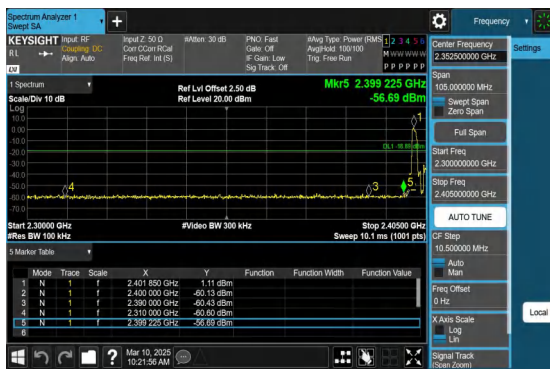 Spectrum Analyzer 1
Swept SA
+
Frequency
KEYSIGHT
RL
LXI
Input: RF
Coupling: DC
Align: Auto
Input Z: 50 Ω
Corr CCorr RCal
Freq Ref: Int (S)
#Atten: 30 dB
PNO: Fast
Gate: Off
IF Gain: Low
Sig Track: Off
#Avg Type: Power (RMS
Avg|Hold: 100/100
Trig: Free Run
1 2 3 4 5 6
M W W W W W
P P P P P P
1 Spectrum
Scale/Div 10 dB
Ref Lvl Offset 2.50 dB
Ref Level 20.00 dBm
Mkr5 2.399 225 GHz
-56.69 dBm
Log
10.0
0.00
-10.0
-20.0
-30.0
-40.0
-50.0
-60.0
-70.0
1
4
3
5
Start 2.30000 GHz
#Res BW 100 kHz
#Video BW 300 kHz
Stop 2.40500 GHz
Sweep 10.1 ms (1001 pts)
5 Marker Table
Mode Trace Scale X Y Function Function Width Function Value
1 N 1 f 2.401 850 GHz 1.11 dBm
2 N 1 f 2.400 000 GHz -60.13 dBm
3 N 1 f 2.390 000 GHz -60.43 dBm
4 N 1 f 2.310 000 GHz -60.60 dBm
5 N 1 f 2.399 225 GHz -56.69 dBm
6
?
Mar 10, 2025
10:21:56 AM
Center Frequency
2.352500000 GHz
Settings
Span
105.000000 MHz
Swept Span
Zero Span
Full Span
Start Freq
2.300000000 GHz
Stop Freq
2.405000000 GHz
AUTO TUNE
CF Step
10.500000 MHz
Auto
Man
Freq Offset
0 Hz
Local
X Axis Scale
Log
Lin
Signal Track
(Span Zoom)